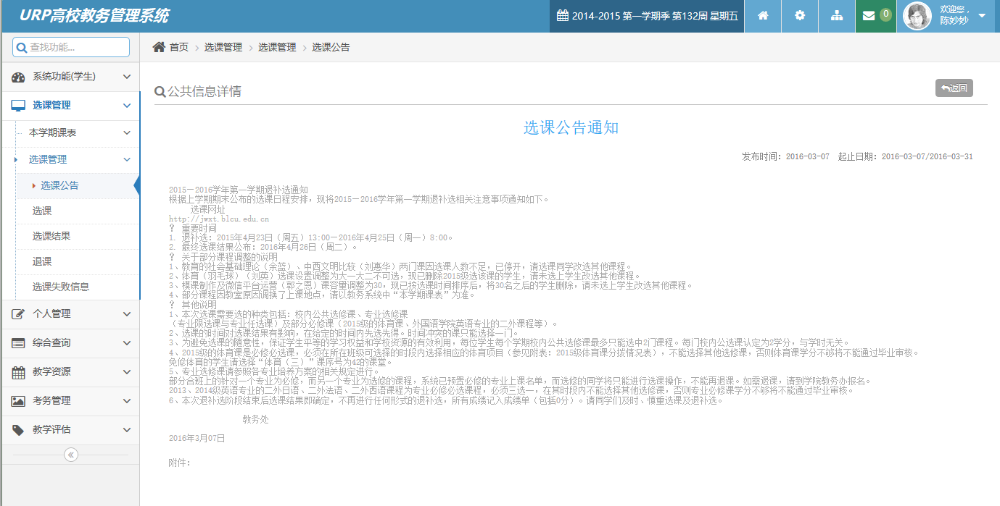 URP高校教务管理系统
2014-2015 第一学期季 第132周 星期五
0
欢迎您，
陈妙妙
查找功能...
首页 > 选课管理 > 选课管理 > 选课公告
系统功能(学生)
选课管理
本学期课表
选课管理
选课公告
选课
选课结果
退课
选课失败信息
个人管理
综合查询
教学资源
考务管理
教学评估
公共信息详情
返回
选课公告通知
发布时间：2016-03-07 起止日期：2016-03-07/2016-03-31
2015－2016学年第一学期退补选通知
根据上学期期末公布的选课日程安排，现将2015－2016学年第一学期退补选相关注意事项通知如下。
选课网址
http://jwxt.blcu.edu.cn
? 重要时间
1. 退补选：2015年4月23日（周五）13:00－2016年4月25日（周一）8:00。
2. 最终选课结果公布：2016年4月26日（周二）。
? 关于部分课程调整的说明
1、教育的社会基础理论（余蓝）、中西文明比较（刘惠华）两门课因选课人数不足，已停开，请选课同学改选其他课程。
2、体育（羽毛球）（刘英）选课设置调整为大一大二不可选，现已删除2015级选该课的学生，请未选上学生改选其他课程。
3、模课制作及微信平台运营（郭之恩）课容量调整为30，现已按选课时间排序后，将30名之后的学生删除，请未选上学生改选其他课程。
4、部分课程因教室原因调换了上课地点，请以教务系统中“本学期课表”为准。
? 其他说明
1、本次选课需要选的种类包括：校内公共选修课、专业选修课
（专业限选课与专业任选课）及部分必修课（2015级的体育课、外国语学院英语专业的二外课程等）。
2、选课的时间对选课结果有影响，在给定的时间内先选先得。时间冲突的课只能选择一门。
3、为避免选课的随意性，保证学生平等的学习权益和学校资源的有效利用，每位学生每个学期校内公共选修课最多只能选中2门课程。每门校内公选课认定为2学分，与学时无关。
4、2015级的体育课是必修必选课，必须在所在班级可选择的时段内选择相应的体育项目（参见附表：2015级体育课分拔情况表），不能选择其他选修课，否则体育课学分不够将不能通过毕业审核。
免修体育的学生请选择“体育（三）”课序号为42的课堂。
5、专业选修课请参照各专业培养方案的相关规定进行。
部分合班上的针对一个专业为必修，而另一个专业为选修的课程，系统已预置必修的专业上课名单，而选修的同学将只能进行选课操作，不能再退课。如需退课，请到学院教务办报名。
2013、2014级英语专业的二外日语、二外法语、二外西语课程为专业必修必选课程，必须三选一，在其时段内不能选择其他选修课，否则专业必修课学分不够将不能通过毕业审核。
6、本次退补选阶段结束后选课结果即确定，不再进行任何形式的退补选，所有成绩记入成绩单（包括0分）。请同学们及时、慎重选课及退补选。
教务处
2016年3月07日
附件：